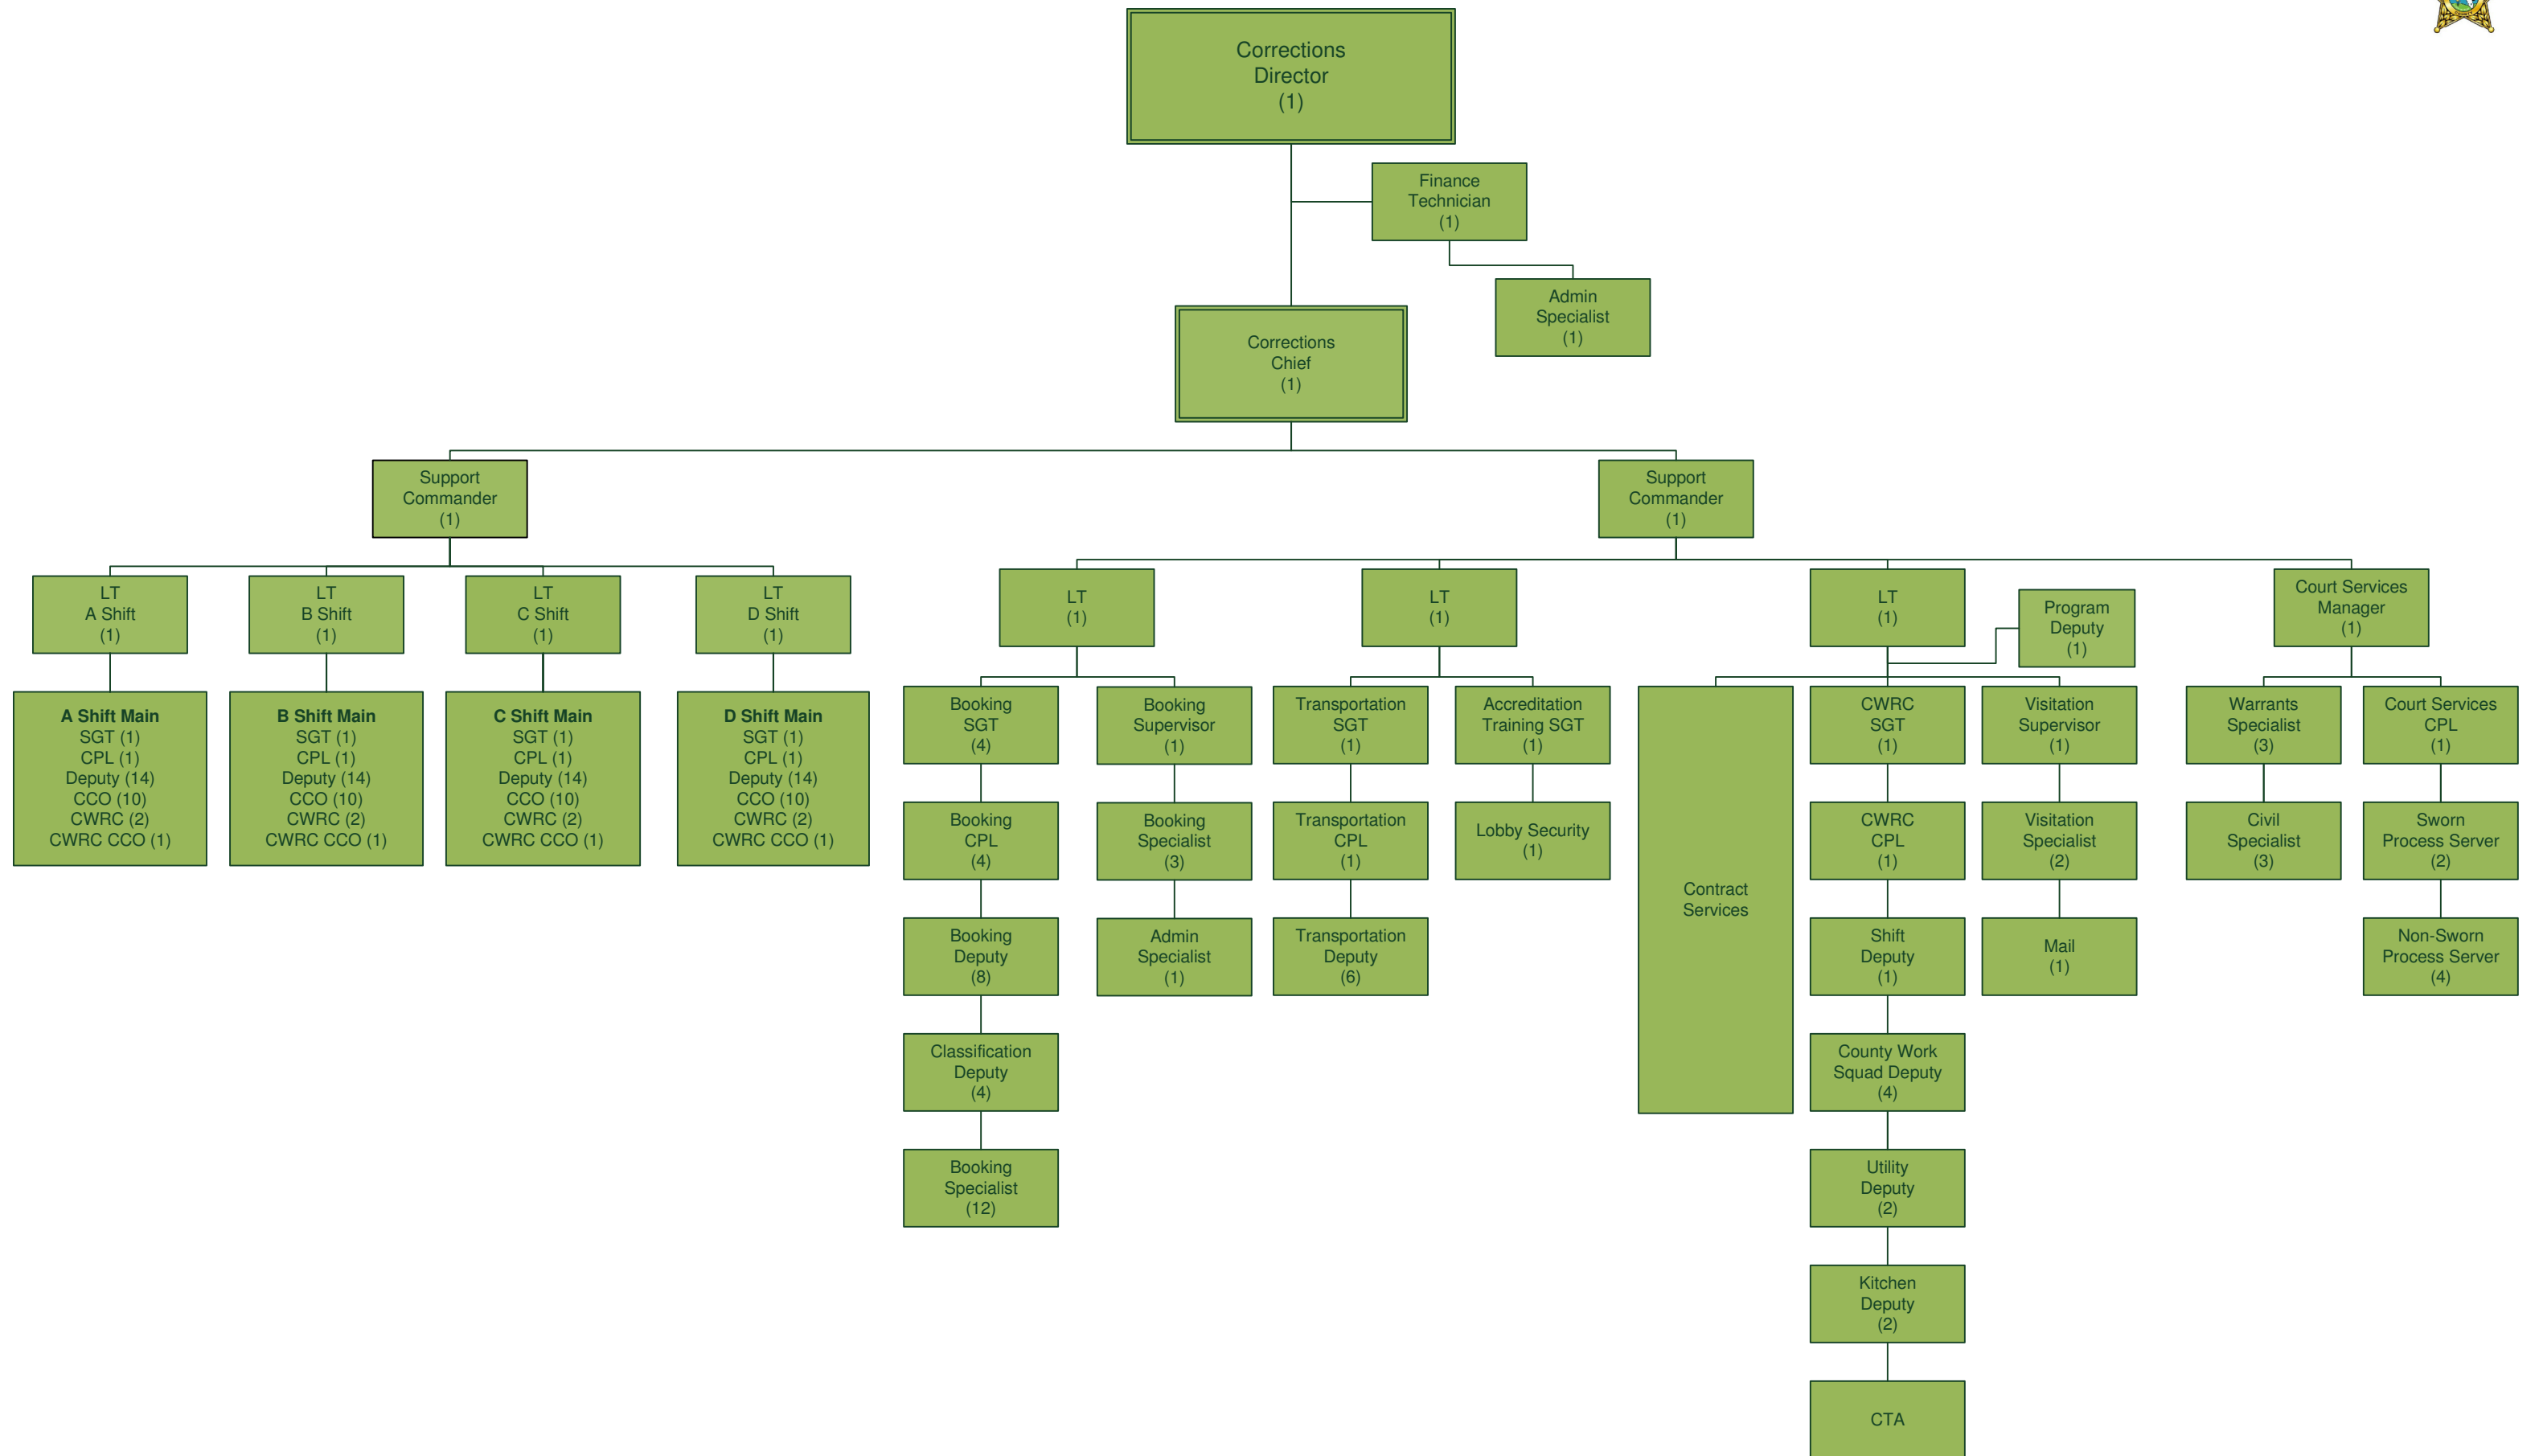 Corrections
Director
(1)
Finance
Technician
(1)
Admin
Specialist
(1)
Corrections
Chief
(1)
Support
Commander
(1)
Support
Commander
(1)
LT
A Shift
(1)
LT
B Shift
(1)
LT
C Shift
(1)
LT
D Shift
(1)
LT
(1)
LT
(1)
LT
(1)
Program
Deputy
(1)
Court Services
Manager
(1)
A Shift Main
SGT (1)
CPL (1)
Deputy (14)
CCO (10)
CWRC (2)
CWRC CCO (1)
B Shift Main
SGT (1)
CPL (1)
Deputy (14)
CCO (10)
CWRC (2)
CWRC CCO (1)
C Shift Main
SGT (1)
CPL (1)
Deputy (14)
CCO (10)
CWRC (2)
CWRC CCO (1)
D Shift Main
SGT (1)
CPL (1)
Deputy (14)
CCO (10)
CWRC (2)
CWRC CCO (1)
Booking
SGT
(4)
Booking
CPL
(4)
Booking
Deputy
(8)
Classification
Deputy
(4)
Booking
Specialist
(12)
Booking
Supervisor
(1)
Booking
Specialist
(3)
Admin
Specialist
(1)
Transportation
SGT
(1)
Transportation
CPL
(1)
Transportation
Deputy
(6)
Accreditation
Training SGT
(1)
Lobby Security
(1)
Contract
Services
CWRC
SGT
(1)
CWRC
CPL
(1)
Shift
Deputy
(1)
County Work
Squad Deputy
(4)
Utility
Deputy
(2)
Kitchen
Deputy
(2)
CTA
Visitation
Supervisor
(1)
Visitation
Specialist
(2)
Mail
(1)
Warrants
Specialist
(3)
Civil
Specialist
(3)
Court Services
CPL
(1)
Sworn
Process Server
(2)
Non-Sworn
Process Server
(4)